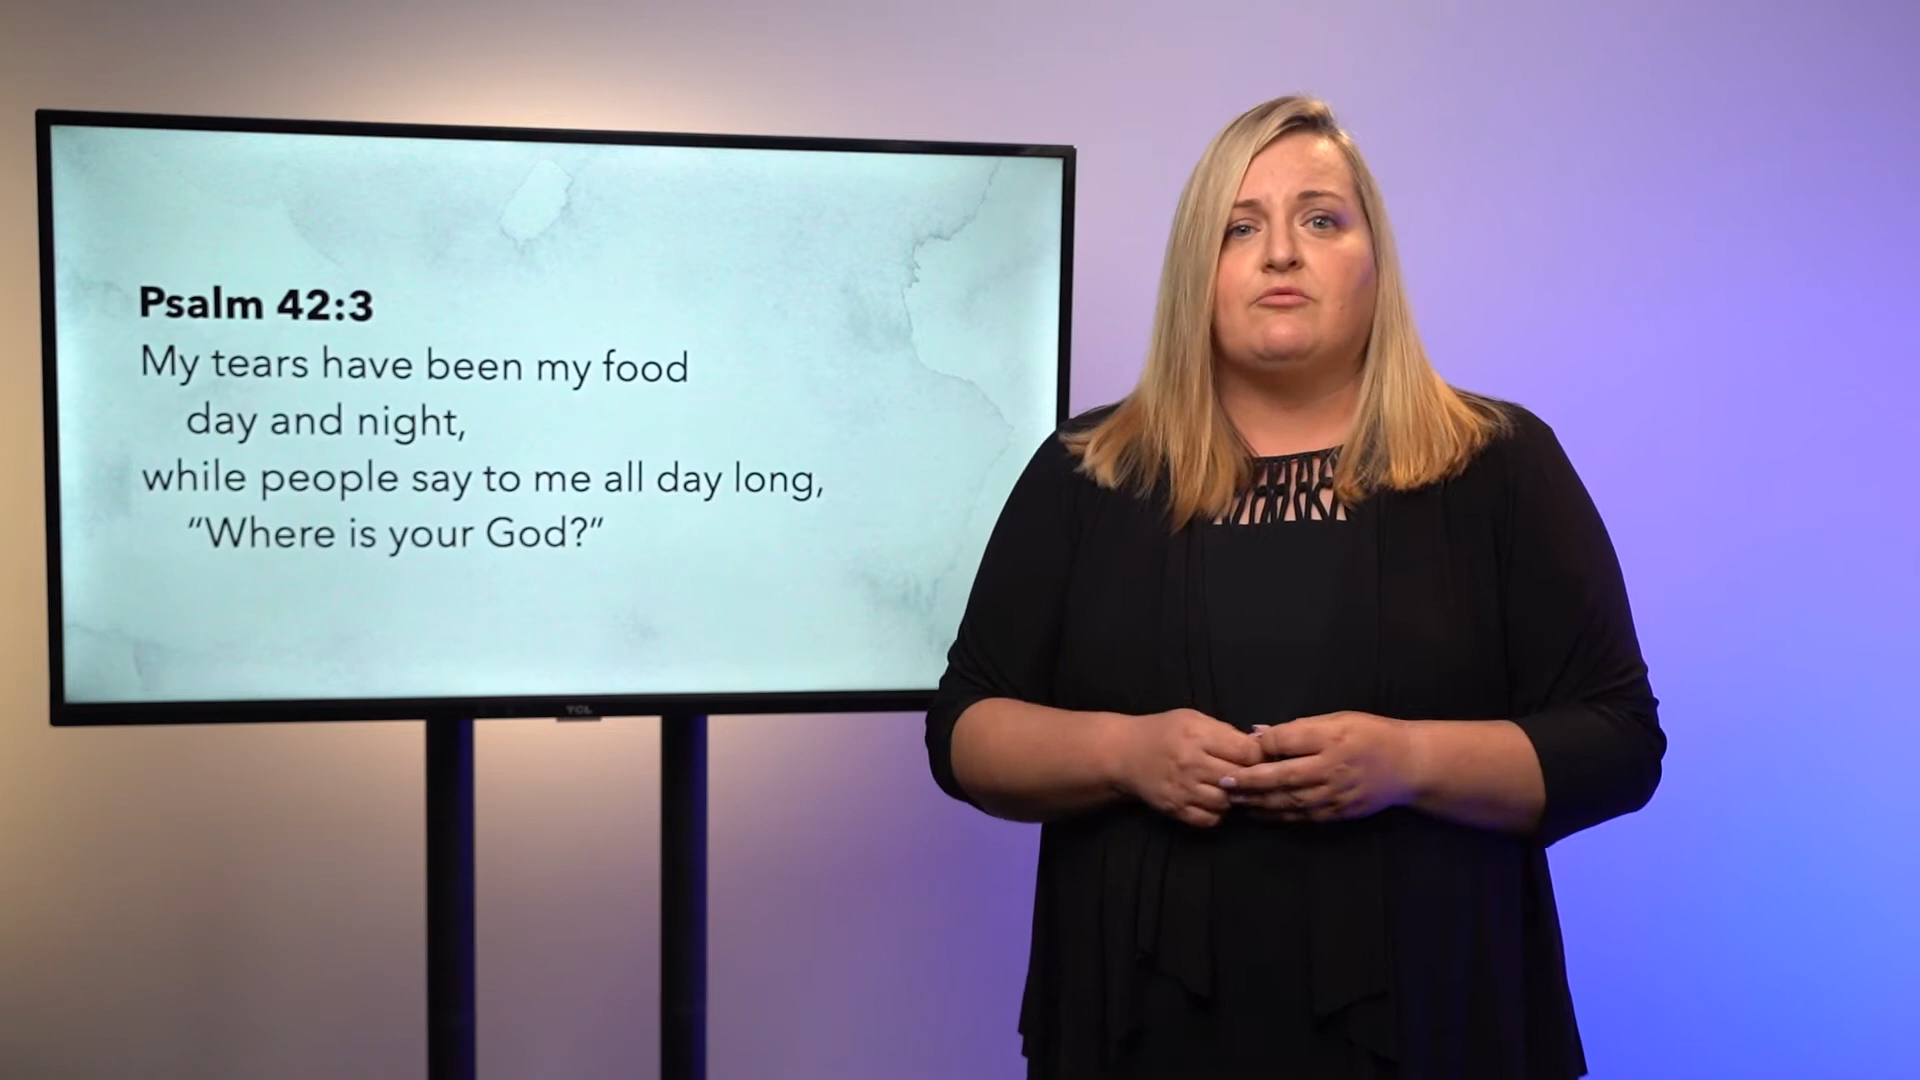 Psalm 42:3
My tears have been my food
day and night,
while people say to me all day long,
“Where is your God?”
TCL